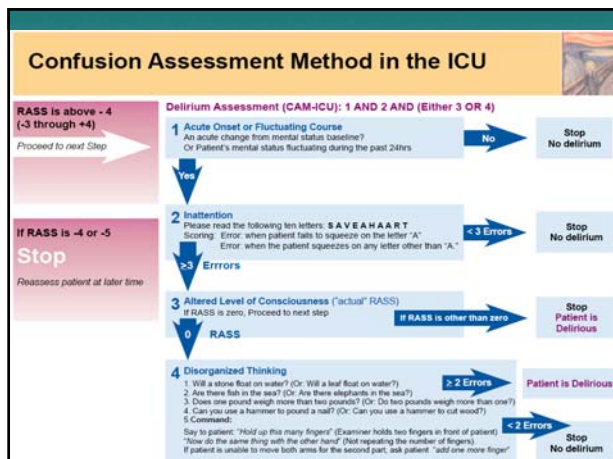 Confusion Assessment Method in the ICU
RASS is above - 4
(-3 through +4)
Proceed to next Step
Delirium Assessment (CAM-ICU): 1 AND 2 AND (Either 3 OR 4)
1 Acute Onset or Fluctuating Course
An acute change from mental status baseline?
Or Patient's mental status fluctuating during the past 24hrs
No
Stop
No delirium
Yes
If RASS is -4 or -5
Stop
Reassess patient at later time
2 Inattention
Please read the following ten letters: S A V E A H A A R T
Scoring: Error: when patient fails to squeeze on the letter "A"
Error: when the patient squeezes on any letter other than "A."
< 3 Errors
Stop
No delirium
≥3 Errrors
3 Altered Level of Consciousness ("actual" RASS)
If RASS is zero, Proceed to next step
If RASS is other than zero
Stop
Patient is
Delirious
0 RASS
4 Disorganized Thinking
1. Will a stone float on water? (Or: Will a leaf float on water?)
2. Are there fish in the sea? (Or: Are there elephants in the sea?)
3. Does one pound weigh more than two pounds? (Or: Do two pounds weigh more than one?)
4. Can you use a hammer to pound a nail? (Or: Can you use a hammer to cut wood?)
5. Command:
Say to patient: "Hold up this many fingers" (Examiner holds two fingers in front of patient)
"Now do the same thing with the other hand" (Not repeating the number of fingers)
If patient is unable to move both arms for the second part, ask patient "add one more finger"
≥ 2 Errors
Patient is Delirious
< 2 Errors
Stop
No delirium